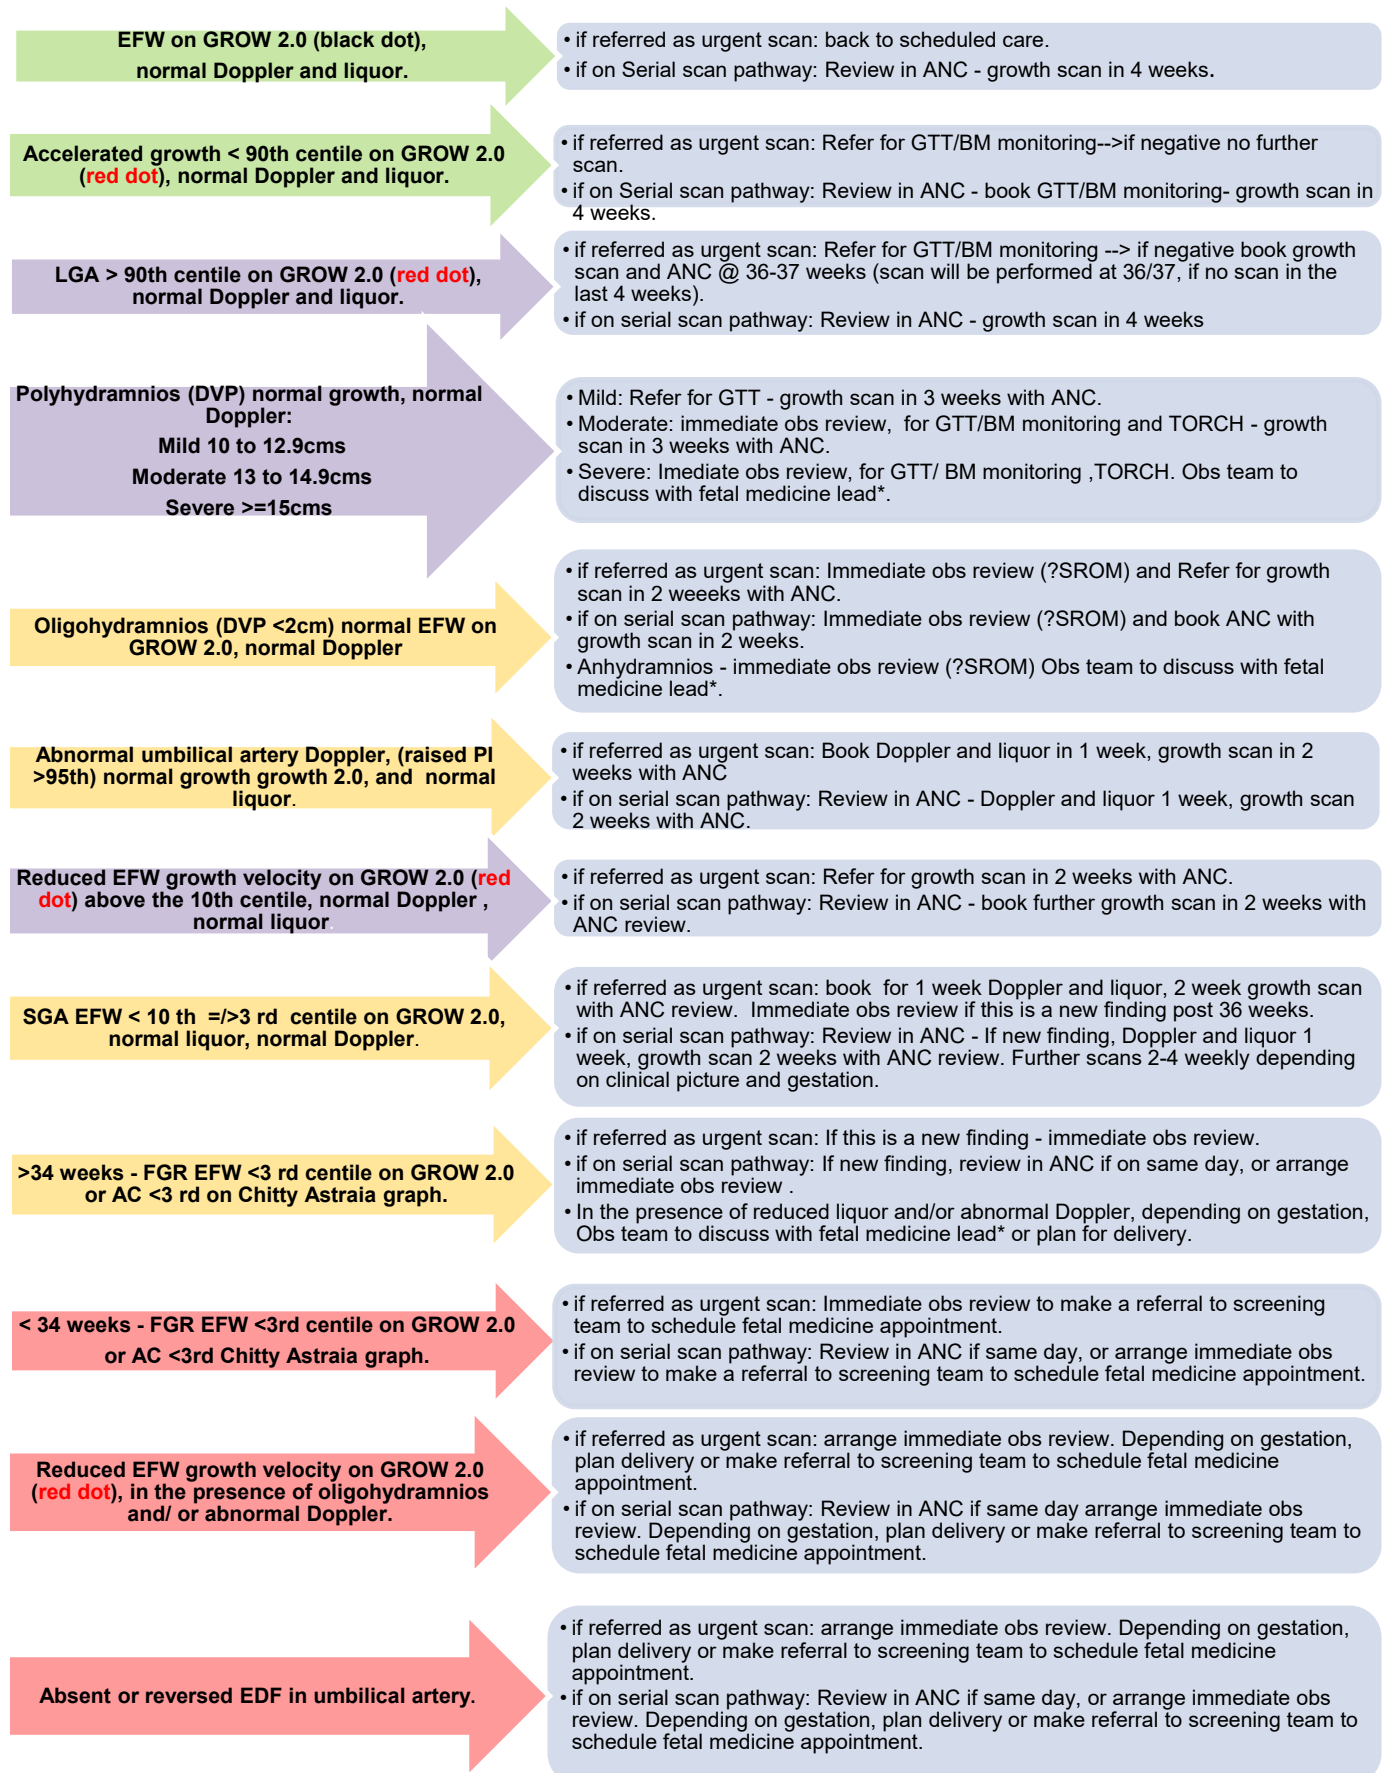 EFW on GROW 2.0 (black dot),
normal Doppler and liquor.
• if referred as urgent scan: back to scheduled care.
• if on Serial scan pathway: Review in ANC - growth scan in 4 weeks.
Accelerated growth < 90th centile on GROW 2.0
(red dot), normal Doppler and liquor.
• if referred as urgent scan: Refer for GTT/BM monitoring-->if negative no further
scan.
• if on Serial scan pathway: Review in ANC - book GTT/BM monitoring- growth scan in
4 weeks.
LGA > 90th centile on GROW 2.0 (red dot),
normal Doppler and liquor.
• if referred as urgent scan: Refer for GTT/BM monitoring --> if negative book growth
scan and ANC @ 36-37 weeks (scan will be performed at 36/37, if no scan in the
last 4 weeks).
• if on serial scan pathway: Review in ANC - growth scan in 4 weeks
Polyhydramnios (DVP) normal growth, normal
Doppler:
Mild 10 to 12.9cms
Moderate 13 to 14.9cms
Severe >=15cms
• Mild: Refer for GTT - growth scan in 3 weeks with ANC.
• Moderate: immediate obs review,  for GTT/BM monitoring and TORCH - growth
scan in 3 weeks with ANC.
• Severe: Imediate obs review, for GTT/ BM monitoring ,TORCH. Obs team to
discuss with fetal medicine lead*.
Oligohydramnios (DVP <2cm) normal EFW on
GROW 2.0, normal Doppler
• if referred as urgent scan: Immediate obs review (?SROM) and Refer for growth
scan in 2 weeeks with ANC.
• if on serial scan pathway: Immediate obs review (?SROM) and book ANC with
growth scan in 2 weeks.
• Anhydramnios - immediate obs review (?SROM) Obs team to discuss with fetal
medicine lead*.
Abnormal umbilical artery Doppler, (raised PI
>95th) normal growth growth 2.0, and  normal
liquor.
• if referred as urgent scan: Book Doppler and liquor in 1 week, growth scan in 2
weeks with ANC
• if on serial scan pathway: Review in ANC - Doppler and liquor 1 week, growth scan
2 weeks with ANC.
Reduced EFW growth velocity on GROW 2.0 (red
dot) above the 10th centile, normal Doppler ,
normal liquor.
• if referred as urgent scan: Refer for growth scan in 2 weeks with ANC.
• if on serial scan pathway: Review in ANC - book further growth scan in 2 weeks with
ANC review.
SGA EFW < 10 th  =/>3 rd  centile on GROW 2.0,
normal liquor, normal Doppler.
• if referred as urgent scan: book  for 1 week Doppler and liquor, 2 week growth scan
with ANC review.  Immediate obs review if this is a new finding post 36 weeks.
• if on serial scan pathway: Review in ANC - If new finding, Doppler and liquor 1
week, growth scan 2 weeks with ANC review. Further scans 2-4 weekly depending
on clinical picture and gestation.
>34 weeks - FGR EFW <3 rd centile on GROW 2.0
or AC <3 rd on Chitty Astraia graph.
• if referred as urgent scan: If this is a new finding - immediate obs review.
• if on serial scan pathway: If new finding, review in ANC if on same day, or arrange
immediate obs review .
• In the presence of reduced liquor and/or abnormal Doppler, depending on gestation,
Obs team to discuss with fetal medicine lead* or plan for delivery.
< 34 weeks - FGR EFW <3rd centile on GROW 2.0
or AC <3rd Chitty Astraia graph.
• if referred as urgent scan: Immediate obs review to make a referral to screening
team to schedule fetal medicine appointment.
• if on serial scan pathway: Review in ANC if same day, or arrange immediate obs
review to make a referral to screening team to schedule fetal medicine appointment.
Reduced EFW growth velocity on GROW 2.0
(red dot), in the presence of oligohydramnios
and/ or abnormal Doppler.
• if referred as urgent scan: arrange immediate obs review. Depending on gestation,
plan delivery or make referral to screening team to schedule fetal medicine
appointment.
• if on serial scan pathway: Review in ANC if same day arrange immediate obs
review. Depending on gestation, plan delivery or make referral to screening team to
schedule fetal medicine appointment.
Absent or reversed EDF in umbilical artery.
• if referred as urgent scan: arrange immediate obs review. Depending on gestation,
plan delivery or make referral to screening team to schedule fetal medicine
appointment.
• if on serial scan pathway: Review in ANC if same day, or arrange immediate obs
review. Depending on gestation, plan delivery or make referral to screening team to
schedule fetal medicine appointment.